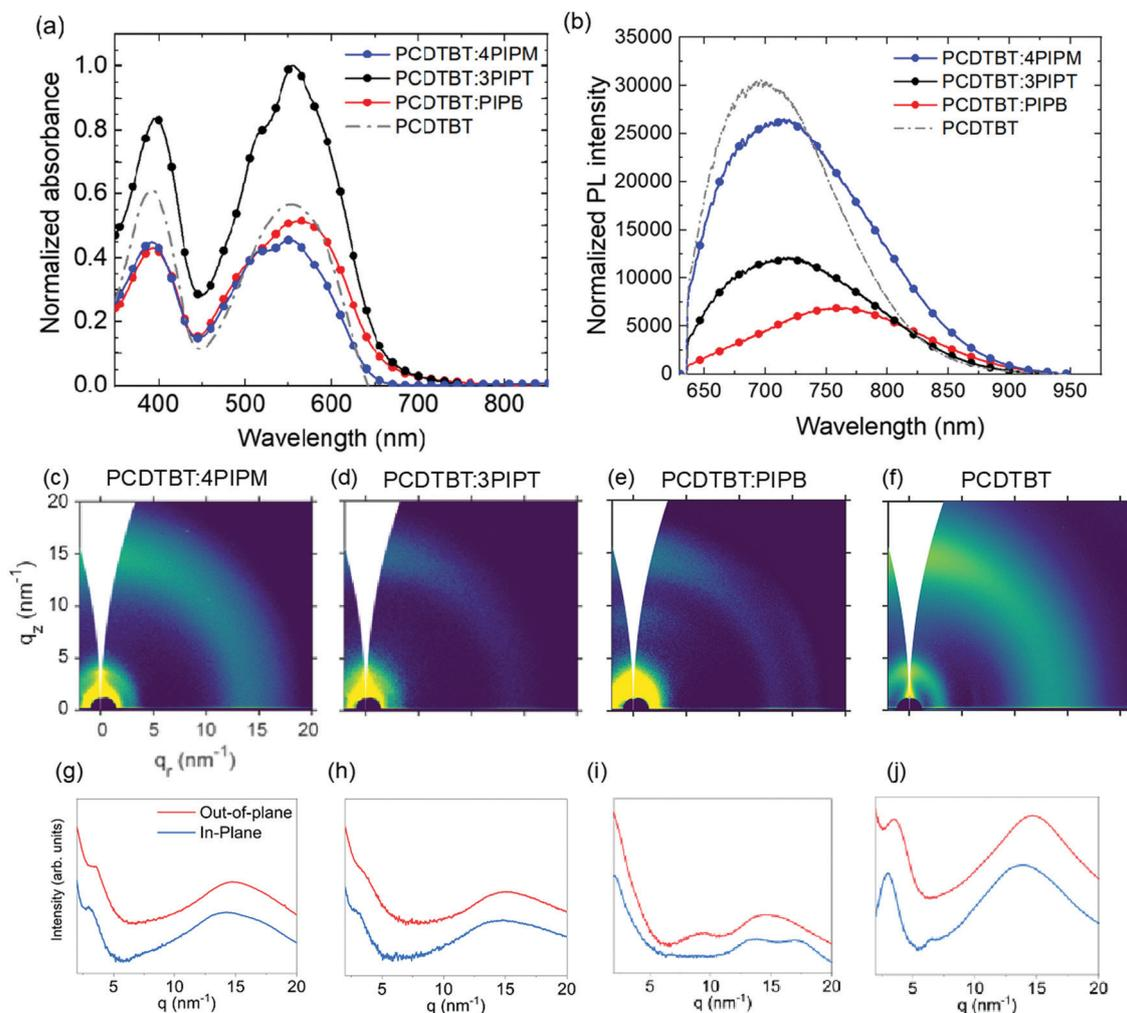 (a)
Normalized absorbance
1.0
0.8
0.6
0.4
0.2
0.0
400 500 600 700 800
Wavelength (nm)
PCDTBT:4PIPM
PCDTBT:3PIPT
PCDTBT:PIPB
PCDTBT
(b)
Normalized PL intensity
35000
30000
25000
20000
15000
10000
5000
0
650 700 750 800 850 900 950
Wavelength (nm)
PCDTBT:4PIPM
PCDTBT:3PIPT
PCDTBT:PIPB
PCDTBT
(c) PCDTBT:4PIPM
(d) PCDTBT:3PIPT
(e) PCDTBT:PIPB
(f) PCDTBT
q_z (nm⁻¹)
20
15
10
5
0
0 5 10 15 20
q_r (nm⁻¹)
(g)
Out-of-plane
In-Plane
Intensity (arb. units)
5 10 15 20
q (nm⁻¹)
(h)
5 10 15 20
q (nm⁻¹)
(i)
5 10 15 20
q (nm⁻¹)
(j)
5 10 15 20
q (nm⁻¹)